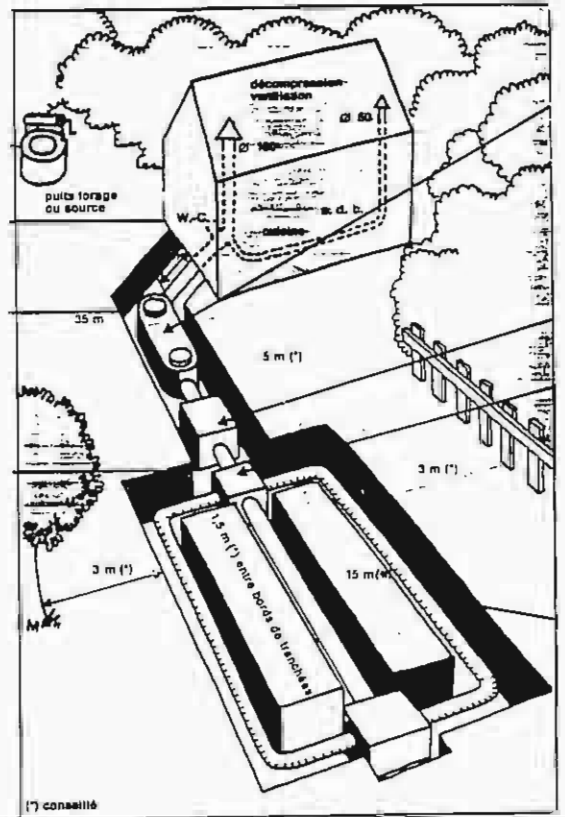 décompression-
ventilation
Ø 100
Ø 50
puits forage
ou source
W.-C.
s. d. b.
cuisine
35 m
5 m (*)
3 m (*)
3 m (*)
1,5 m (*) entre bords de tranchées
15 m(*)
(*) conseillé